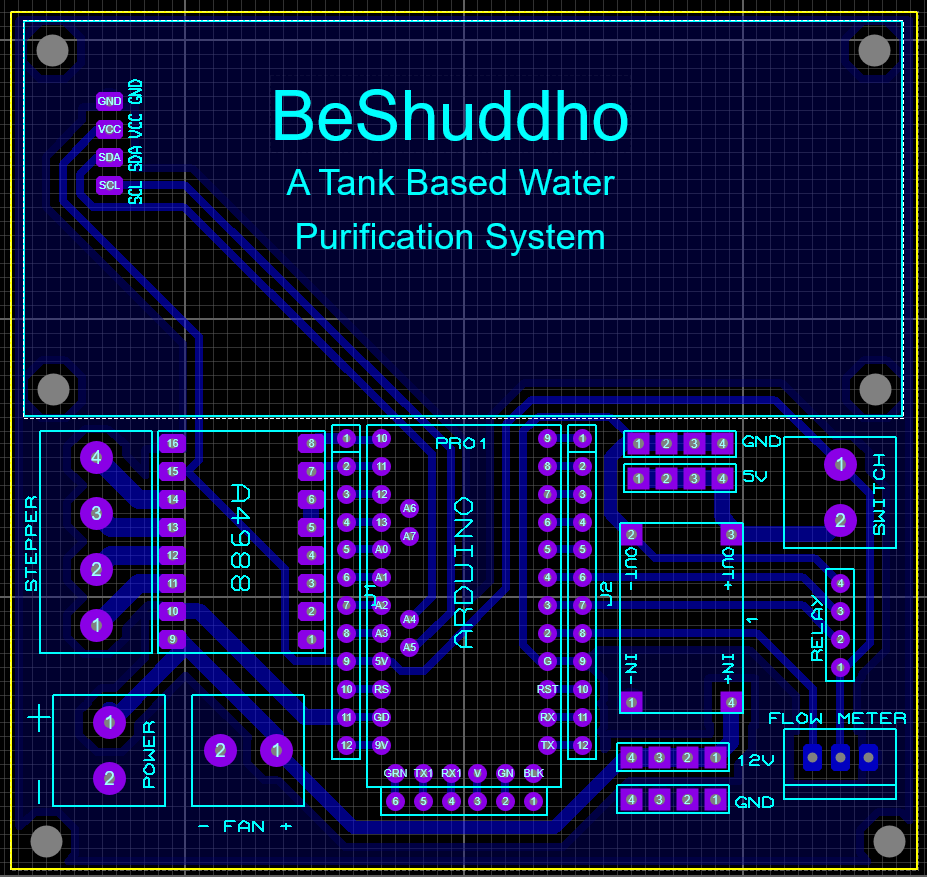 GND
VCC
SDA
SCL
SCL SDA VCC GND
BeShuddho
A Tank Based Water
Purification System
STEPPER
4
3
2
1
16
15
14
13
12
11
10
9
A4988
8
7
6
5
4
3
2
1
J1
1
2
3
4
5
6
7
8
9
10
11
12
PRO1
ARDUINO
10
11
12
13
A0
A1
A2
A3
5V
RS
GD
9V
A6
A7
A4
A5
9
8
7
6
5
4
3
2
G
RST
RX
TX
GRN TX1 RX1 V GN BLK
6 5 4 3 2 1
J2
1
2
3
4
5
6
7
8
9
10
11
12
1 2 3 4 GND
1 2 3 4 5V
SWITCH
1
2
2 3
OUT- OUT+
1
IN- IN+
1 4
RELAY
4
3
2
1
FLOW METER
4 3 2 1 12V
4 3 2 1 GND
+
-
POWER
1
2
2 1
- FAN +